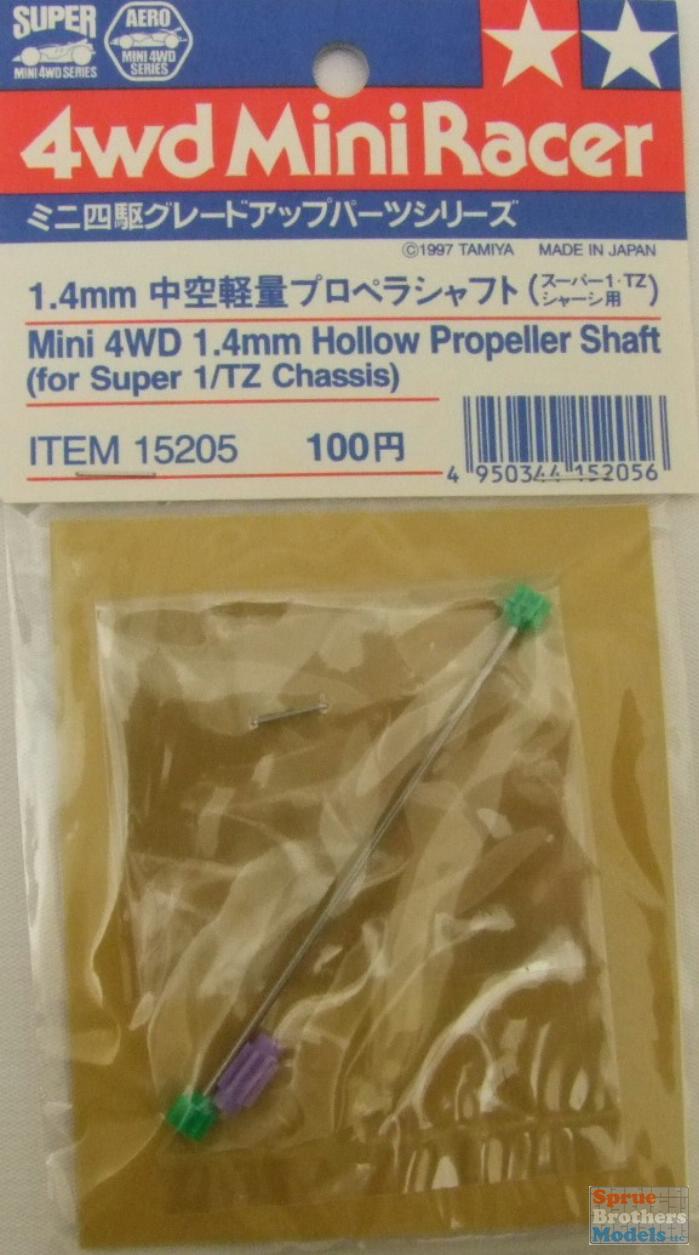 SUPER
MINI 4WD SERIES
AERO
MINI 4WD
SERIES
4wd Mini Racer
ミニ四駆グレードアップパーツシリーズ
©1997 TAMIYA MADE IN JAPAN
1.4mm 中空軽量プロペラシャフト (スーパー1·TZ
シャーシ用)
Mini 4WD 1.4mm Hollow Propeller Shaft
(for Super 1/TZ Chassis)
ITEM 15205 100円
4 950344 152056
Sprue
Brothers
Models LLC